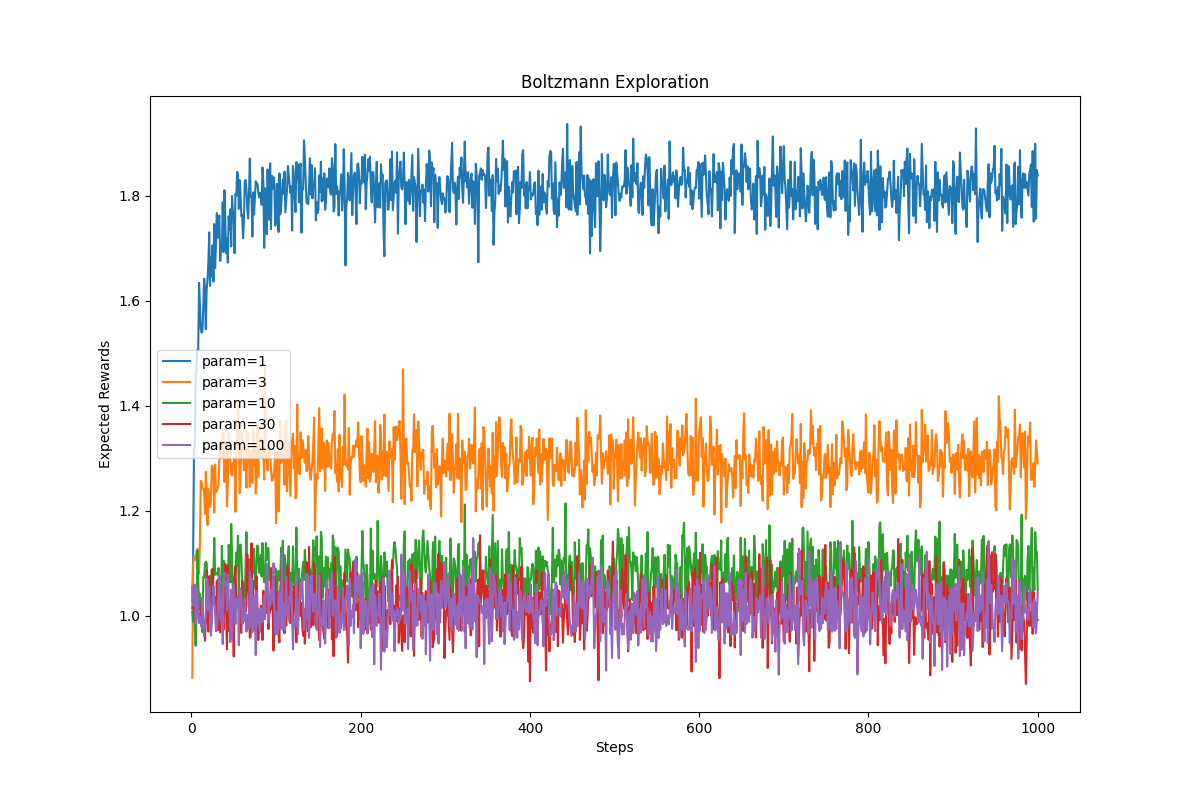 Boltzmann Exploration
Expected Rewards
1.8
1.6
1.4
1.2
1.0
param=1
param=3
param=10
param=30
param=100
0
200
400
600
800
1000
Steps